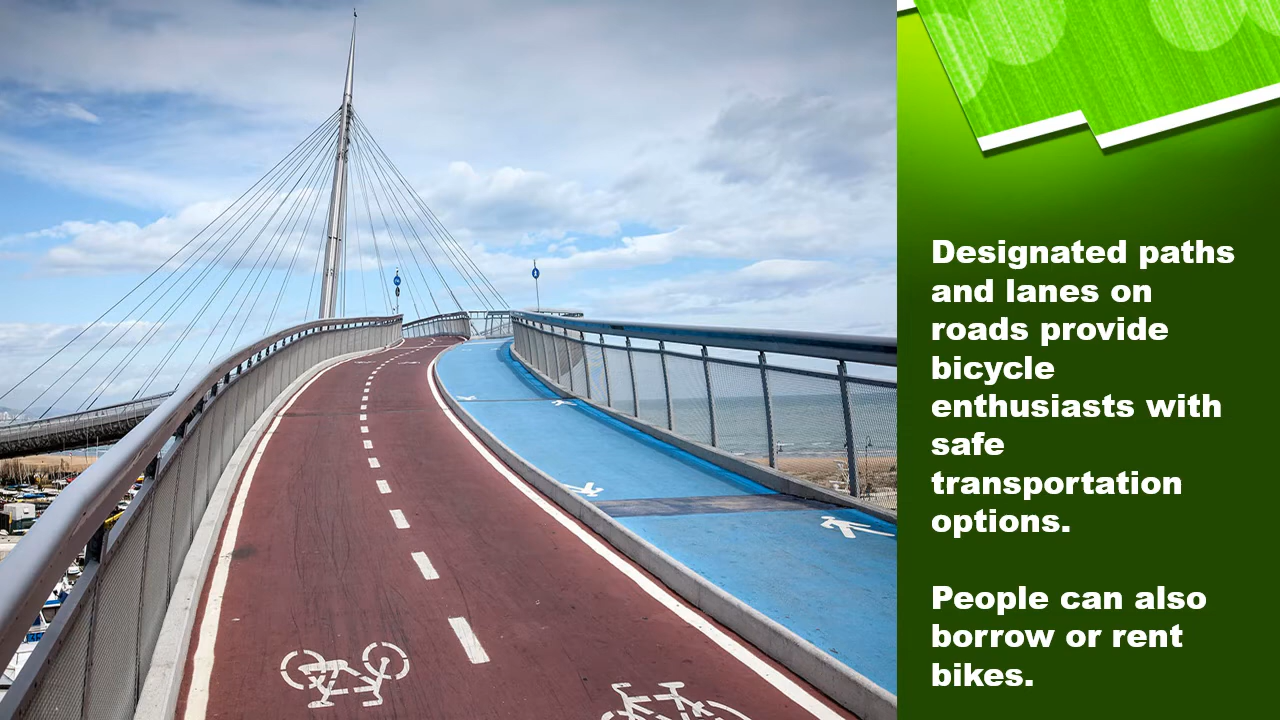 Designated paths
and lanes on
roads provide
bicycle
enthusiasts with
safe
transportation
options.
People can also
borrow or rent
bikes.